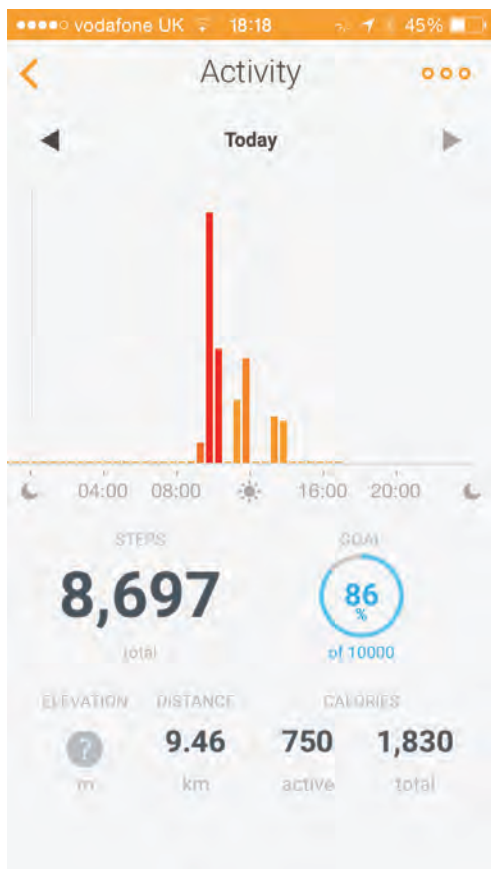 vodafone UK 18:18 45%
Activity
Today
04:00 08:00 16:00 20:00
STEPS GOAL
8,697 86
%
total of 10000
ELEVATION DISTANCE CALORIES
? 9.46 750 1,830
m km active total